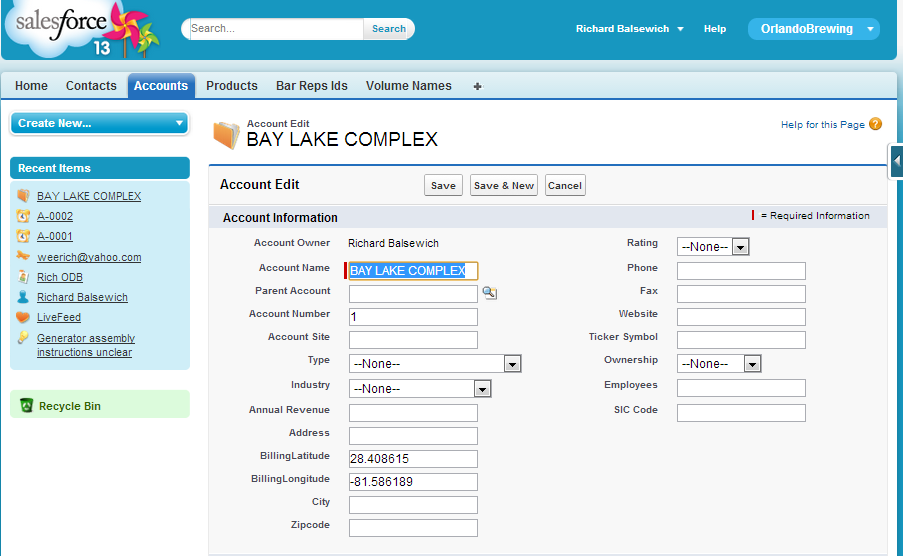 salesforce
13
Search...
Search
Richard Balsewich
Help
OrlandoBrewing
Home
Contacts
Accounts
Products
Bar Reps Ids
Volume Names
+
Create New...
Recent Items
BAY LAKE COMPLEX
A-0002
A-0001
weerich@yahoo.com
Rich ODB
Richard Balsewich
LiveFeed
Generator assembly
instructions unclear
Recycle Bin
Account Edit
BAY LAKE COMPLEX
Help for this Page ?
Account Edit
Save
Save & New
Cancel
Account Information
= Required Information
Account Owner Richard Balsewich
Account Name BAY LAKE COMPLEX
Parent Account
Account Number 1
Account Site
Type --None--
Industry --None--
Annual Revenue
Address
BillingLatitude 28.408615
BillingLongitude -81.586189
City
Zipcode
Rating --None--
Phone
Fax
Website
Ticker Symbol
Ownership --None--
Employees
SIC Code